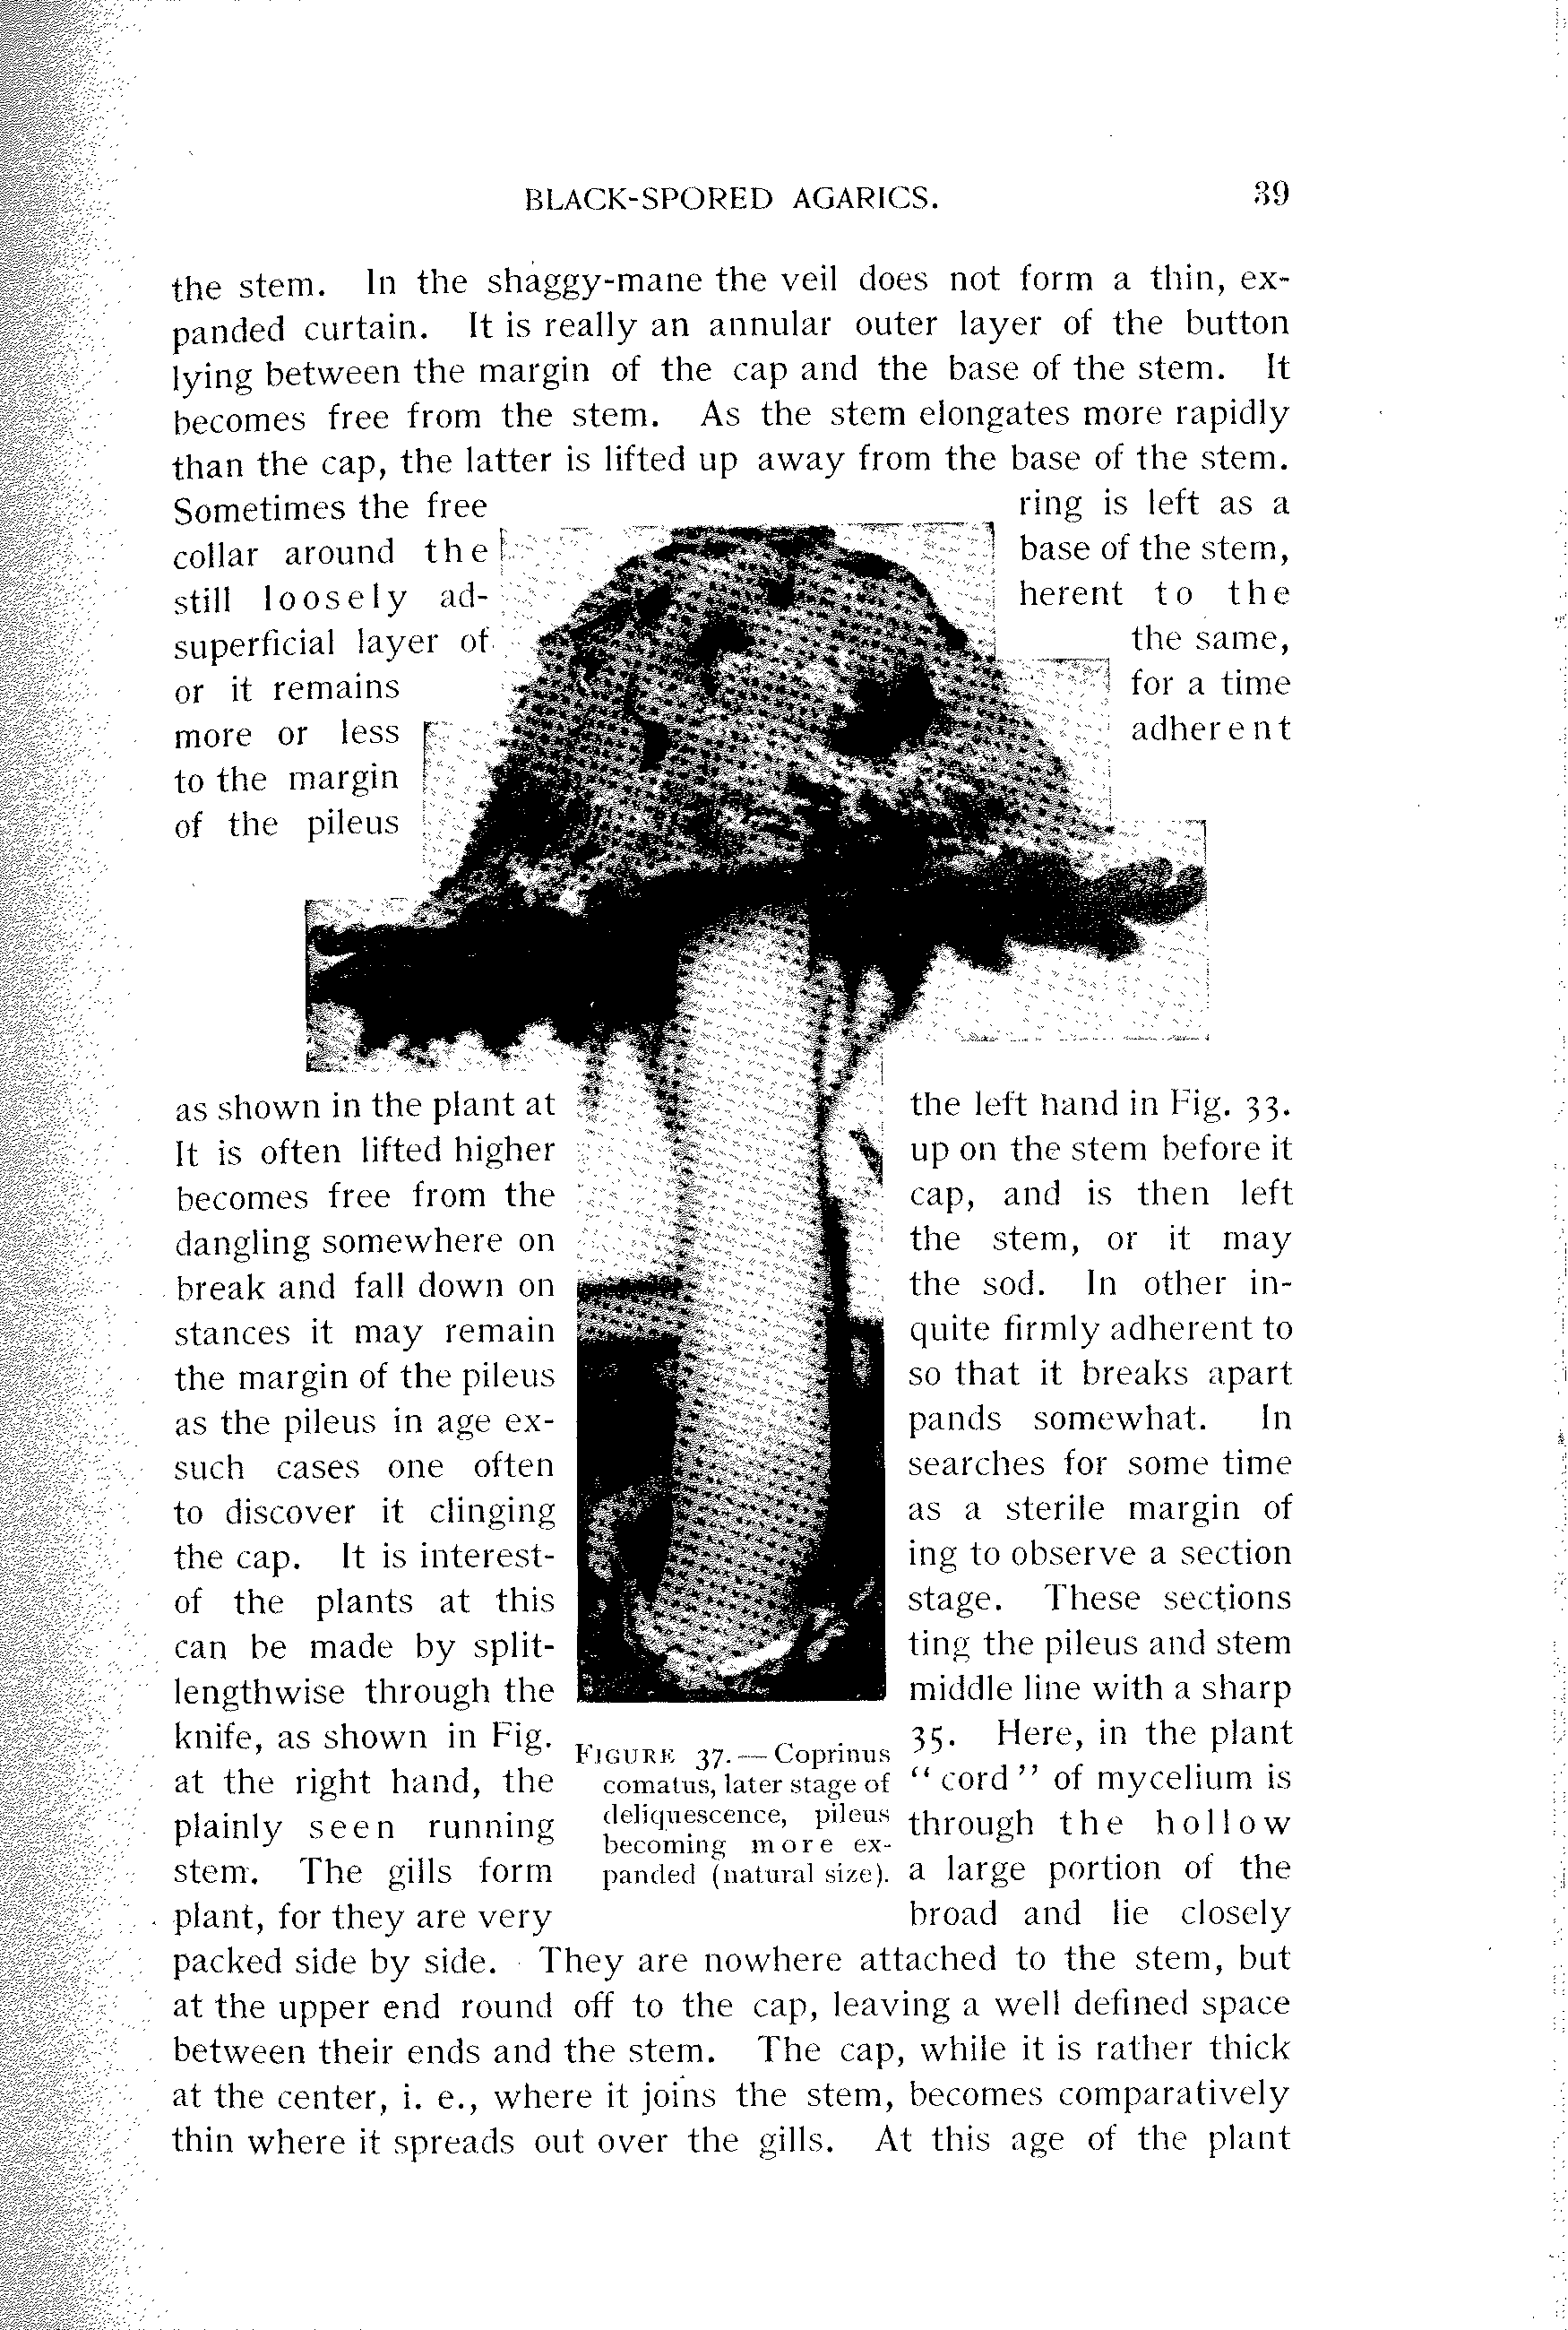 BLACK-SPORED AGARICS. 39
the stem. In the shaggy-mane the veil does not form a thin, ex-
panded curtain. It is really an annular outer layer of the button
lying between the margin of the cap and the base of the stem. It
becomes free from the stem. As the stem elongates more rapidly
than the cap, the latter is lifted up away from the base of the stem.
Sometimes the free ring is left as a
collar around the base of the stem,
still loosely ad- herent to the
superficial layer of the same,
or it remains for a time
more or less adherent
to the margin
of the pileus
as shown in the plant at the left hand in Fig. 33.
It is often lifted higher up on the stem before it
becomes free from the cap, and is then left
dangling somewhere on the stem, or it may
break and fall down on the sod. In other in-
stances it may remain quite firmly adherent to
the margin of the pileus so that it breaks apart
as the pileus in age ex- pands somewhat. In
such cases one often searches for some time
to discover it clinging as a sterile margin of
the cap. It is interest- ing to observe a section
of the plants at this stage. These sections
can be made by split- ting the pileus and stem
lengthwise through the middle line with a sharp
knife, as shown in Fig. 35. Here, in the plant
at the right hand, the "cord" of mycelium is
plainly seen running through the hollow
stem. The gills form a large portion of the
plant, for they are very broad and lie closely
FIGURE 37.—Coprinus
comatus, later stage of
deliquescence, pileus
becoming more ex-
panded (natural size).
packed side by side. They are nowhere attached to the stem, but
at the upper end round off to the cap, leaving a well defined space
between their ends and the stem. The cap, while it is rather thick
at the center, i. e., where it joins the stem, becomes comparatively
thin where it spreads out over the gills. At this age of the plant